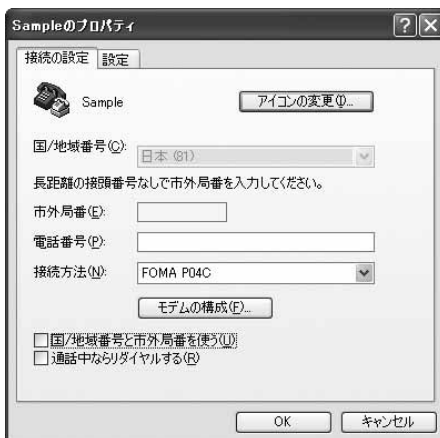 Sampleのプロパティ
接続の設定 設定
Sample
アイコンの変更(I)...
国/地域番号(C):
日本 (81)
長距離の接頭番号なしで市外局番を入力してください。
市外局番(E):
電話番号(P):
接続方法(N): FOMA P04C
モデムの構成(F)...
国/地域番号と市外局番を使う(U)
通話中ならリダイヤルする(R)
OK キャンセル